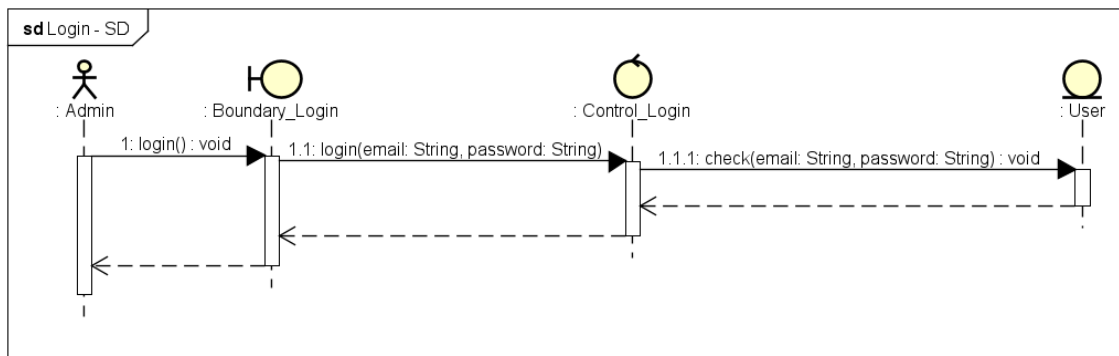 sd Login - SD
: Admin
: Boundary_Login
: Control_Login
: User
1: login() : void
1.1: login(email: String, password: String)
1.1.1: check(email: String, password: String) : void